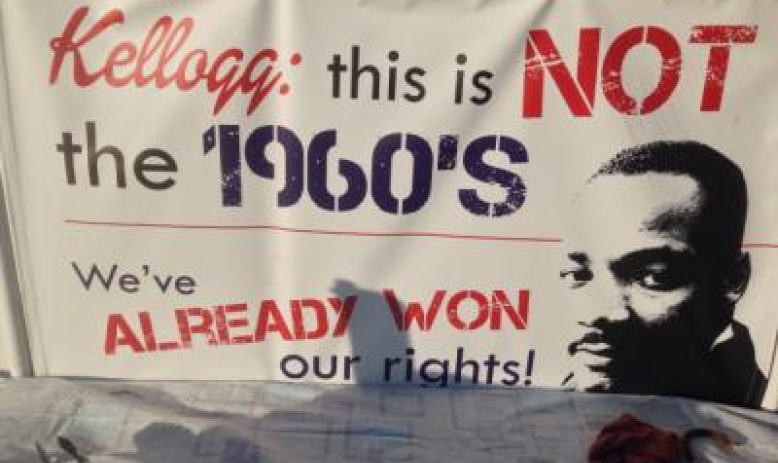 Kellogg: this is NOT
the '1960'S
We've
ALREADY WON
our rights!